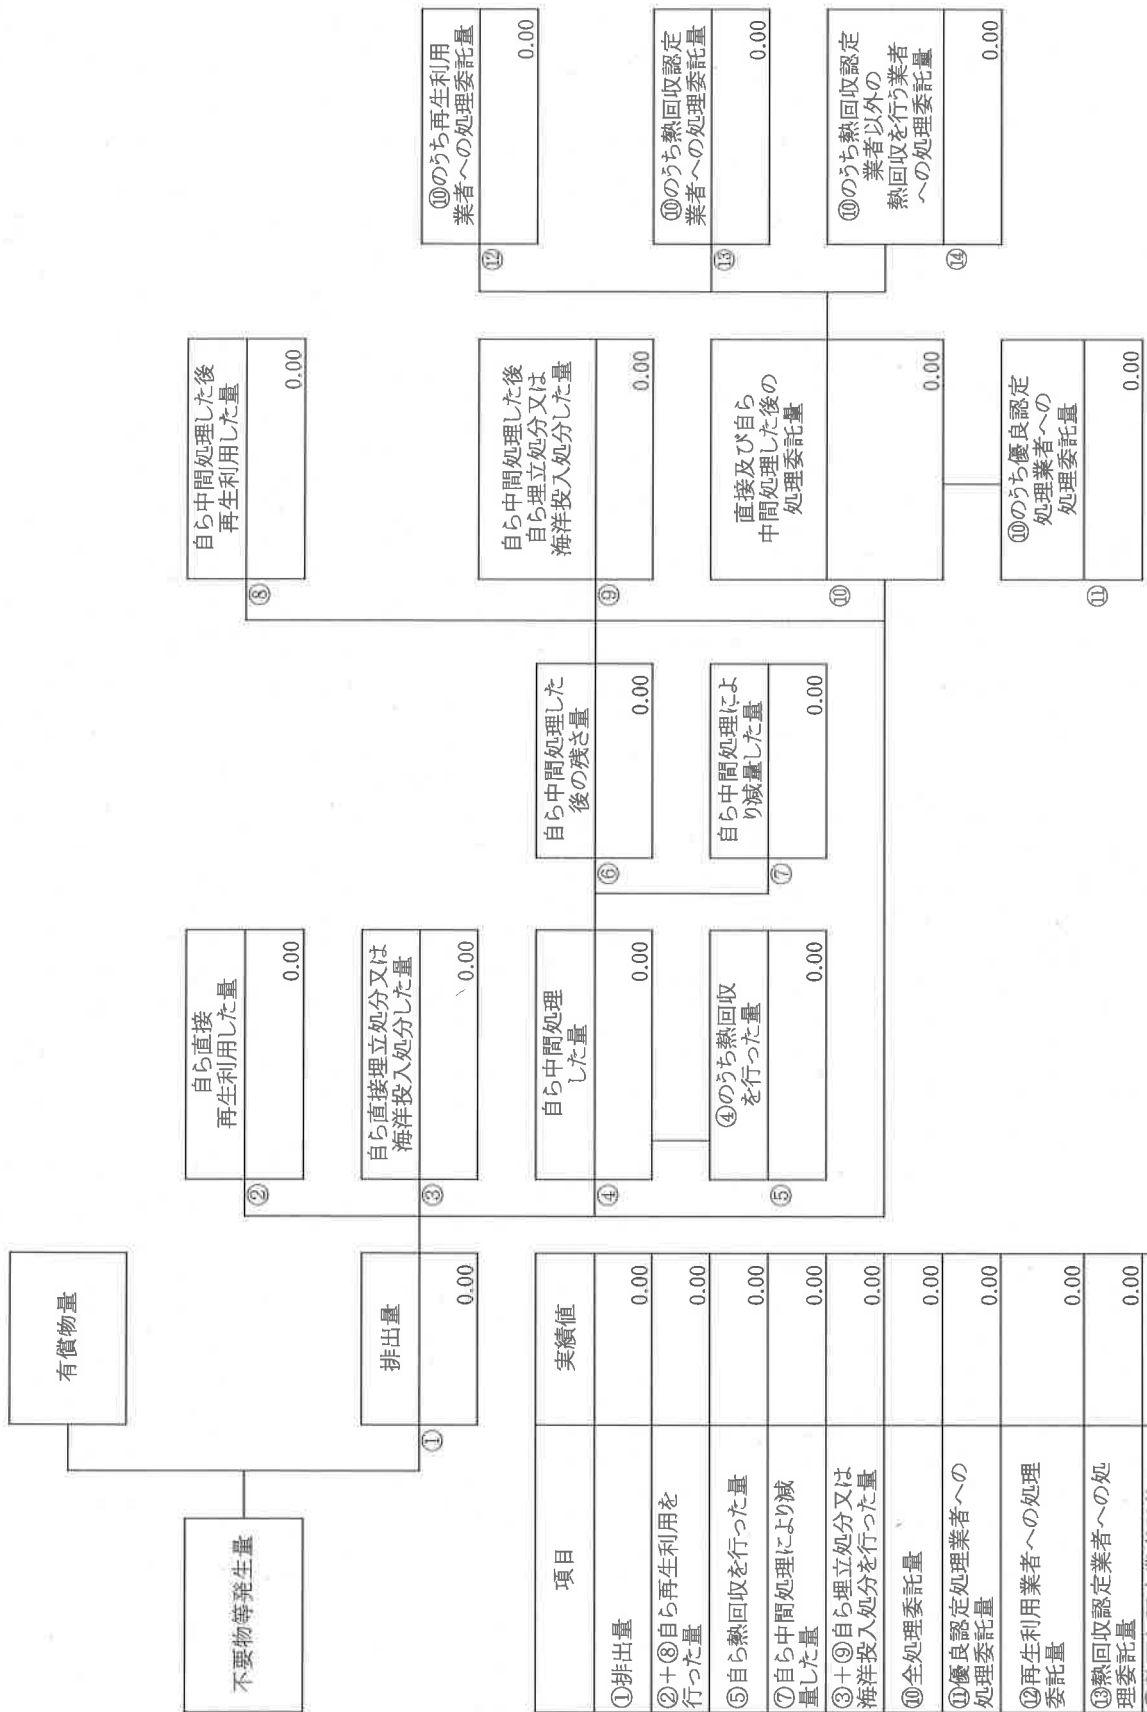 不要物等発生量
有償物量
①
排出量
0.00
②
自ら直接
再生利用した量
0.00
③
自ら直接埋立処分又は
海洋投入処分した量
0.00
④
自ら中間処理
した量
0.00
⑤
④のうち熱回収
を行った量
0.00
⑥
自ら中間処理した
後の残さ量
0.00
⑦
自ら中間処理によ
り減量した量
0.00
⑧
自ら中間処理した後
再生利用した量
0.00
⑨
自ら中間処理した後
自ら埋立処分又は
海洋投入処分した量
0.00
⑩
直接及び自ら
中間処理した後の
処理委託量
0.00
⑪
⑩のうち優良認定
処理業者への
処理委託量
0.00
⑫
⑩のうち再生利用
業者への処理委託量
0.00
⑬
⑩のうち熱回収認定
業者への処理委託量
0.00
⑭
⑩のうち熱回収認定
業者以外の
熱回収を行う業者
への処理委託量
0.00
項目 実績値
①排出量 0.00
②+⑧自ら再生利用を
行った量 0.00
⑤自ら熱回収を行った量 0.00
⑦自ら中間処理により減
量した量 0.00
③+⑨自ら埋立処分又は
海洋投入処分を行った量 0.00
⑩全処理委託量 0.00
⑪優良認定処理業者への
処理委託量 0.00
⑫再生利用業者への処理
委託量 0.00
⑬熱回収認定業者への処
理委託量 0.00